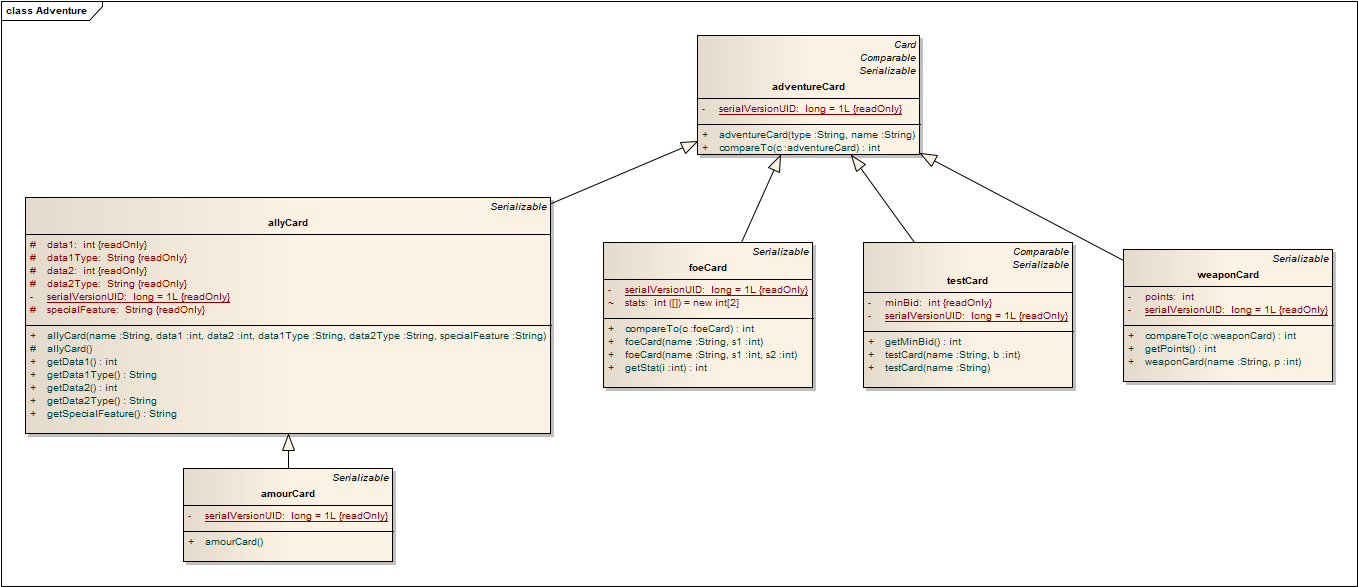 class Adventure
Card
Comparable
Serializable
adventureCard
- serialVersionUID: long = 1L {readOnly}
+ adventureCard(type :String, name :String)
+ compareTo(c :adventureCard) : int
Serializable
allyCard
# data1: int {readOnly}
# data1Type: String {readOnly}
# data2: int {readOnly}
# data2Type: String {readOnly}
- serialVersionUID: long = 1L {readOnly}
# specialFeature: String {readOnly}
+ allyCard(name :String, data1 :int, data2 :int, data1Type :String, data2Type :String, specialFeature :String)
# allyCard()
+ getData1() : int
+ getData1Type() : String
+ getData2() : int
+ getData2Type() : String
+ getSpecialFeature() : String
Serializable
foeCard
- serialVersionUID: long = 1L {readOnly}
~ stats: int ([]) = new int[2]
+ compareTo(c :foeCard) : int
+ foeCard(name :String, s1 :int)
+ foeCard(name :String, s1 :int, s2 :int)
+ getStat(i :int) : int
Comparable
Serializable
testCard
- minBid: int {readOnly}
- serialVersionUID: long = 1L {readOnly}
+ getMinBid() : int
+ testCard(name :String, b :int)
+ testCard(name :String)
Serializable
weaponCard
- points: int
- serialVersionUID: long = 1L {readOnly}
+ compareTo(c :weaponCard) : int
+ getPoints() : int
+ weaponCard(name :String, p :int)
Serializable
amourCard
- serialVersionUID: long = 1L {readOnly}
+ amourCard()